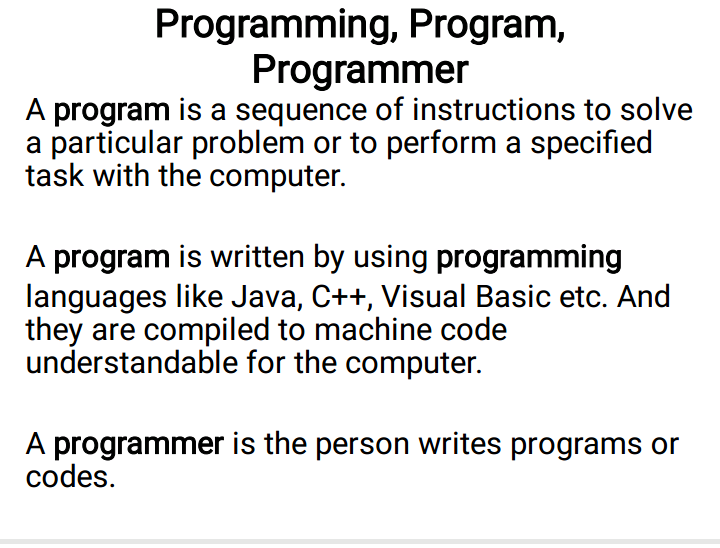 Programming, Program,
Programmer
A program is a sequence of instructions to solve
a particular problem or to perform a specified
task with the computer.
A program is written by using programming
languages like Java, C++, Visual Basic etc. And
they are compiled to machine code
understandable for the computer.
A programmer is the person writes programs or
codes.